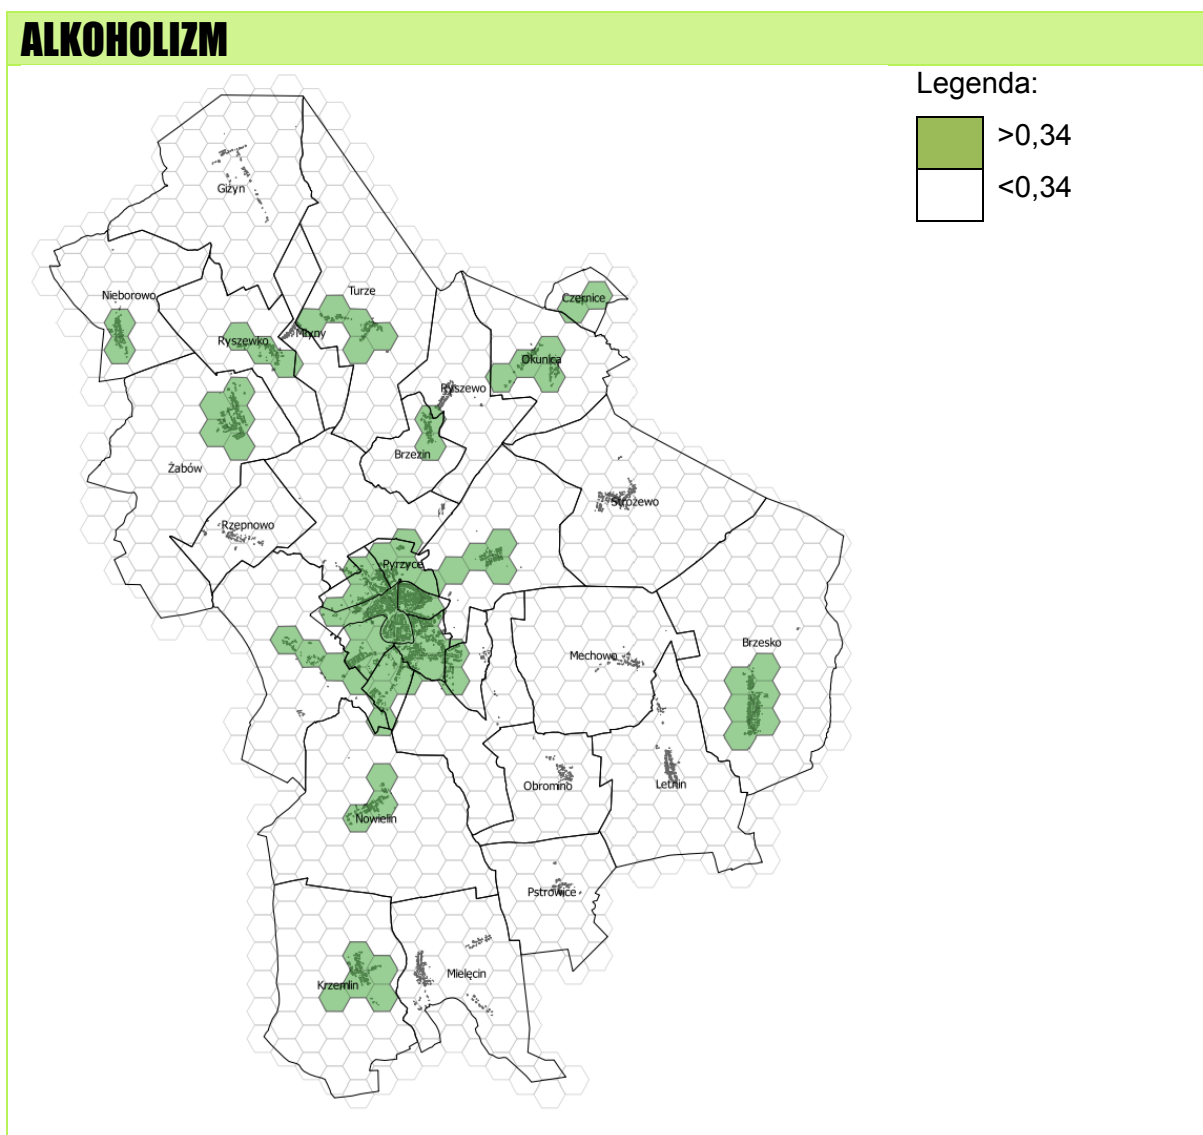 ALKOHOLIZM
Legenda:
>0,34
<0,34
Giżyn
Nieborowo
Turze
Czernice
Ryszewko
Młyny
Okunica
Ryszewo
Brzezin
Żabów
Stróżewo
Rzepnowo
Pyrzyce
Brzesko
Mechowo
Obromino
Letnin
Nowielin
Pstrowice
Krzemlin
Mielęcin